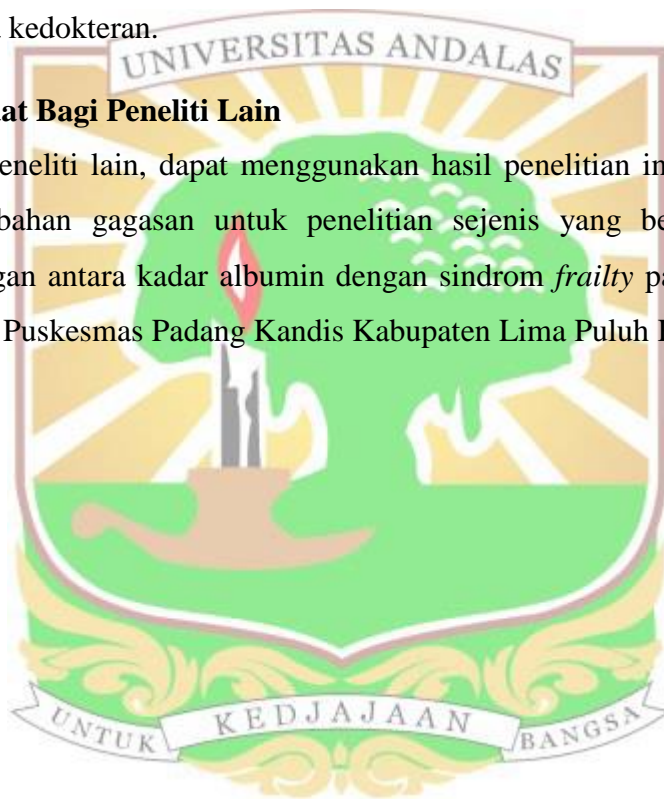 kedokteran.
UNIVERSITAS ANDALAS
at Bagi Peneliti Lain
eneliti lain, dapat menggunakan hasil penelitian in
bahan gagasan untuk penelitian sejenis yang be
gan antara kadar albumin dengan sindrom frailty pa
Puskesmas Padang Kandis Kabupaten Lima Puluh
UNTUK KEDJAJAAN BANGSA